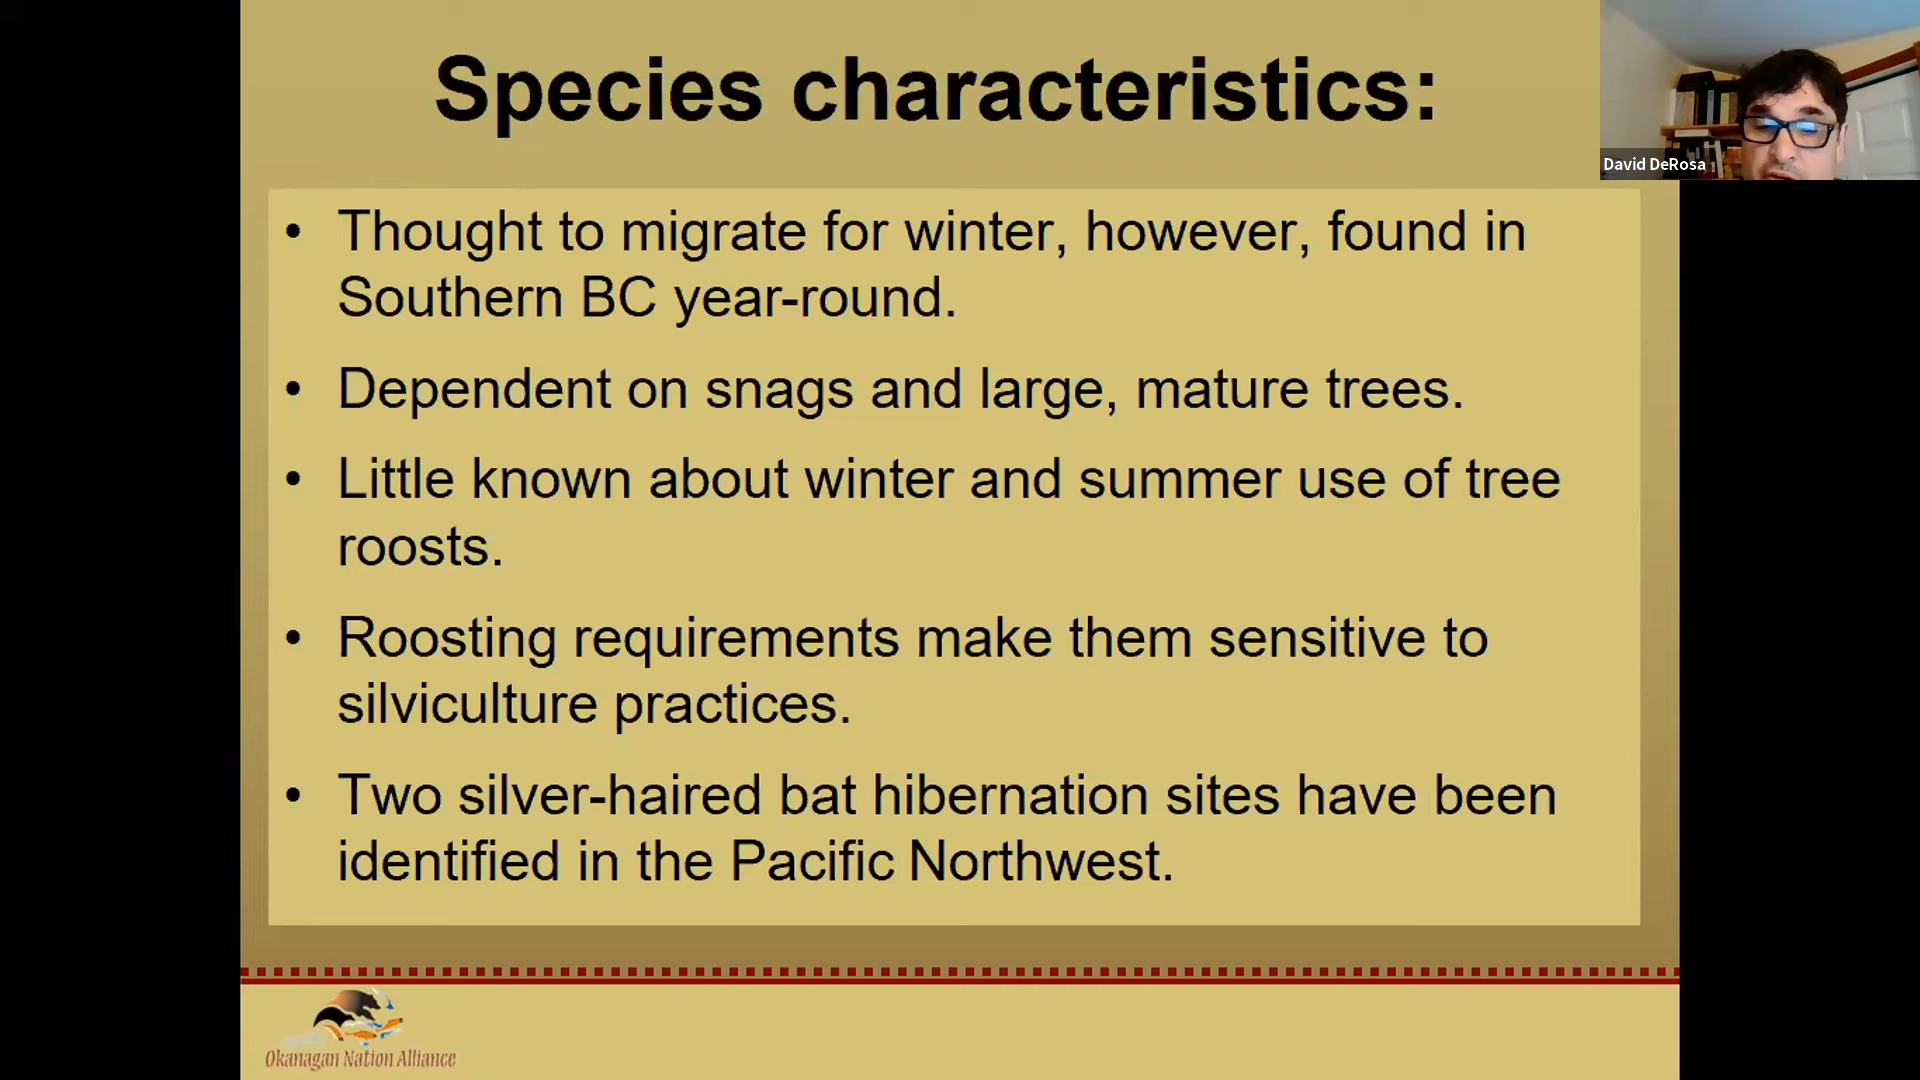 Species characteristics:
David DeRosa
• Thought to migrate for winter, however, found in
Southern BC year-round.
• Dependent on snags and large, mature trees.
• Little known about winter and summer use of tree
roosts.
• Roosting requirements make them sensitive to
silviculture practices.
• Two silver-haired bat hibernation sites have been
identified in the Pacific Northwest.
Okanagan Nation Alliance